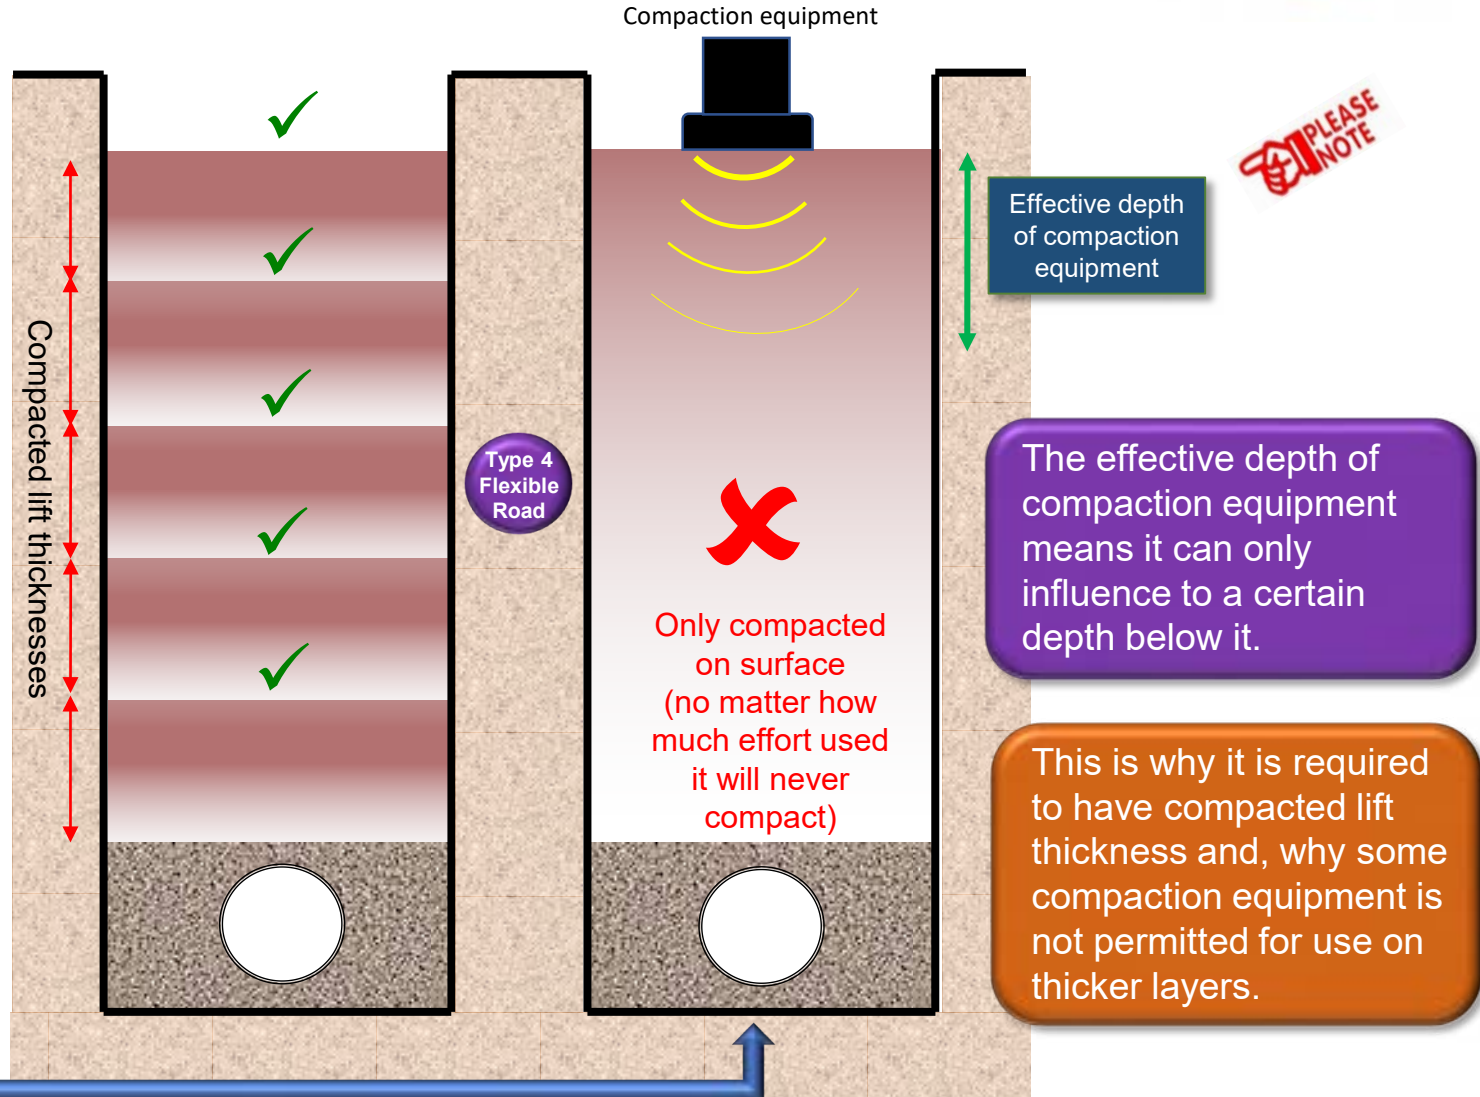 Compaction equipment
PLEASE
NOTE
Effective depth
of compaction
equipment
Compacted lift thicknesses
Type 4
Flexible
Road
The effective depth of
compaction equipment
means it can only
influence to a certain
depth below it.
Only compacted
on surface
(no matter how
much effort used
it will never
compact)
This is why it is required
to have compacted lift
thickness and, why some
compaction equipment is
not permitted for use on
thicker layers.